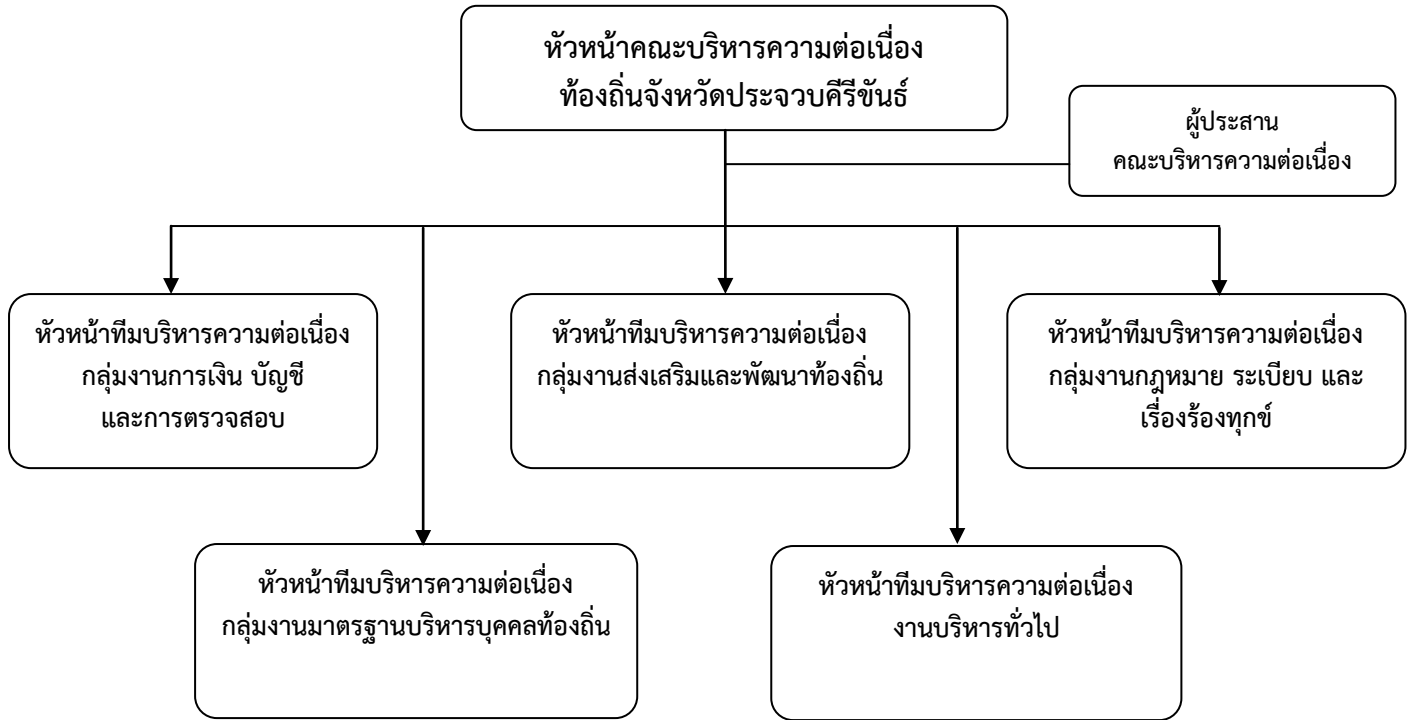 หัวหน้าคณะบริหารความต่อเนื่อง
ท้องถิ่นจังหวัดประจวบคีรีขันธ์
ผู้ประสาน
คณะบริหารความต่อเนื่อง
หัวหน้าทีมบริหารความต่อเนื่อง
กลุ่มงานการเงิน บัญชี
และการตรวจสอบ
หัวหน้าทีมบริหารความต่อเนื่อง
กลุ่มงานส่งเสริมและพัฒนาท้องถิ่น
หัวหน้าทีมบริหารความต่อเนื่อง
กลุ่มงานกฎหมาย ระเบียบ และ
เรื่องร้องทุกข์
หัวหน้าทีมบริหารความต่อเนื่อง
กลุ่มงานมาตรฐานบริหารบุคคลท้องถิ่น
หัวหน้าทีมบริหารความต่อเนื่อง
งานบริหารทั่วไป